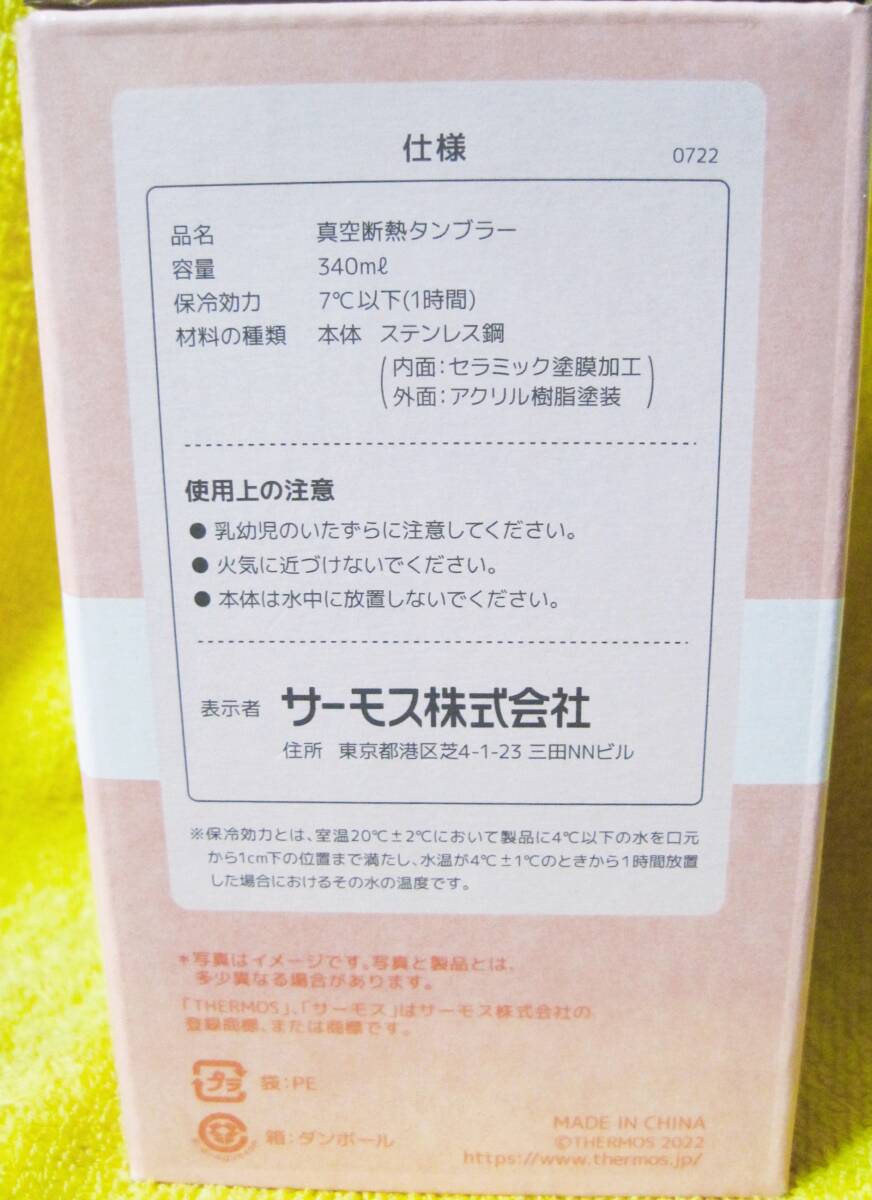 仕様
0722
品名 真空断熱タンブラー
容量 340mℓ
保冷効力 7℃以下(1時間)
材料の種類 本体 ステンレス鋼
(内面:セラミック塗膜加工
外面:アクリル樹脂塗装)
使用上の注意
● 乳幼児のいたずらに注意してください。
● 火気に近づけないでください。
● 本体は水中に放置しないでください。
表示者 サーモス株式会社
住所 東京都港区芝4-1-23 三田NNビル
※保冷効力とは、室温20℃±2℃において製品に4℃以下の水を口元
から1cm下の位置まで満たし、水温が4℃±1℃のときから1時間放置
した場合におけるその水の温度です。
*写真はイメージです。写真と製品とは、
多少異なる場合があります。
「THERMOS」、「サーモス」はサーモス株式会社の
登録商標、または商標です。
プラ 袋:PE
箱:ダンボール
MADE IN CHINA
©THERMOS 2022
https://www.thermos.jp/